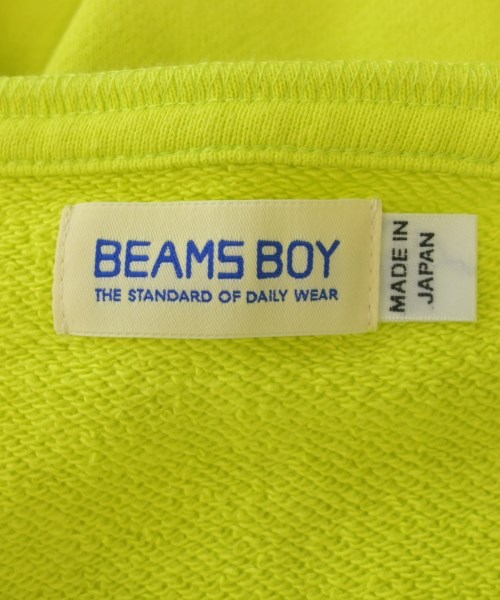 BEAMS BOY
THE STANDARD OF DAILY WEAR
MADE IN
JAPAN